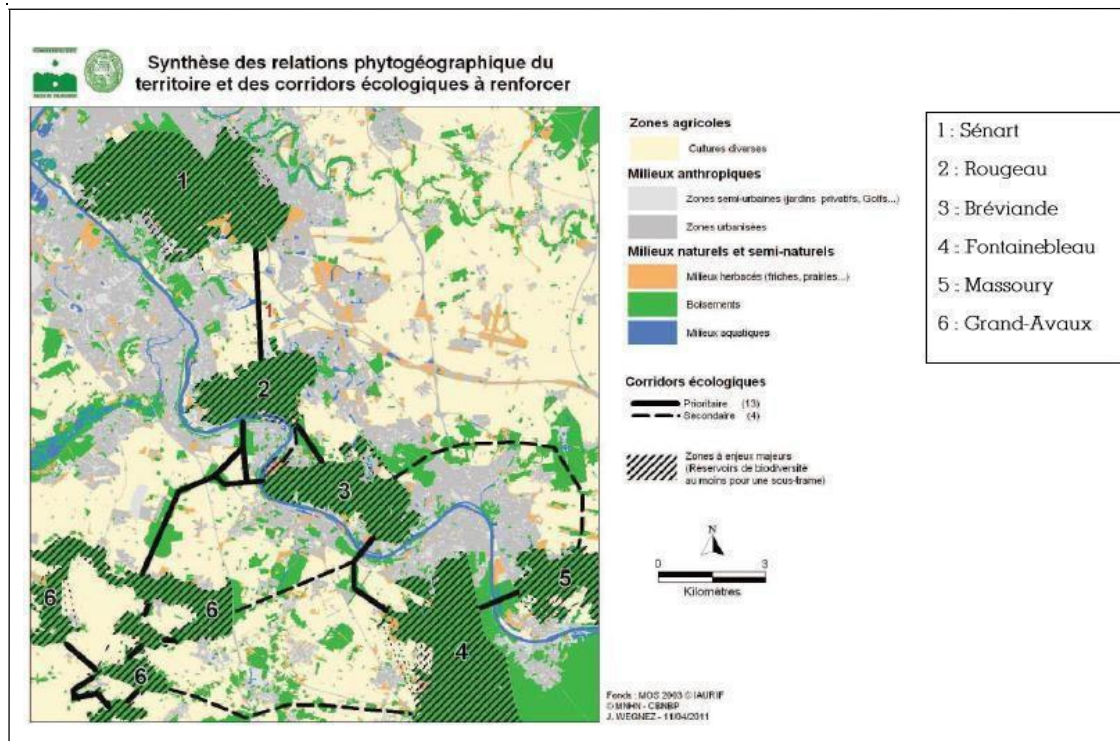 Synthèse des relations phytogéographique du
territoire et des corridors écologiques à renforcer
1
1
2
3
6
6
5
4
6
Zones agricoles
Cultures diverses
Milieux anthropiques
Zones semi-urbaines (jardins privatifs, Golfs...)
Zones urbanisées
Milieux naturels et semi-naturels
Milieux herbacés (friches, prairies...)
Boisements
Milieux aquatiques
Corridors écologiques
Prioritaire (13)
Secondaire (4)
Zones à enjeux majeurs
(Réservoirs de biodiversité
au moins pour une sous-trame)
N
0 3
Kilomètres
Fonds : MOS 2003 © IAURIF
© MNHN - CBNBP
J. WEGNEZ - 11/04/2011
1 : Sénart
2 : Rougeau
3 : Bréviande
4 : Fontainebleau
5 : Massoury
6 : Grand-Avaux